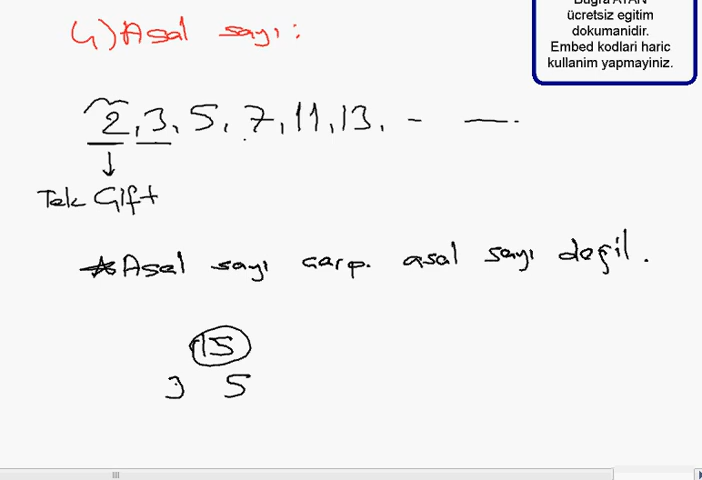 Buğra AYAN
ücretsiz egitim
dokumanidir.
Embed kodlari haric
kullanim yapmayiniz.
4) Asal sayı:
2, 3, 5, 7, 11, 13, - —.
Tek Çift
* Asal sayı çarp. asal sayı değil.
15
3 5